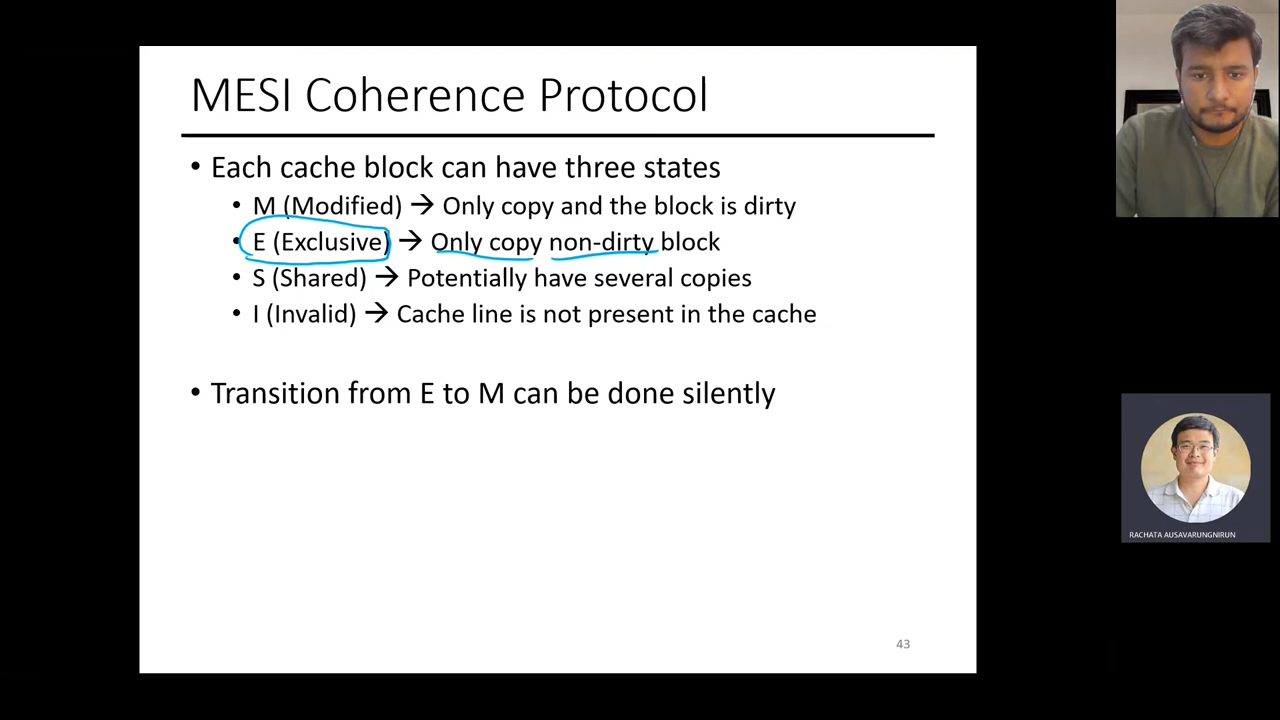 MESI Coherence Protocol
• Each cache block can have three states
• M (Modified) → Only copy and the block is dirty
• E (Exclusive) → Only copy non-dirty block
• S (Shared) → Potentially have several copies
• I (Invalid) → Cache line is not present in the cache
• Transition from E to M can be done silently
43
RACHATA AUSAVARUNGNIRUN